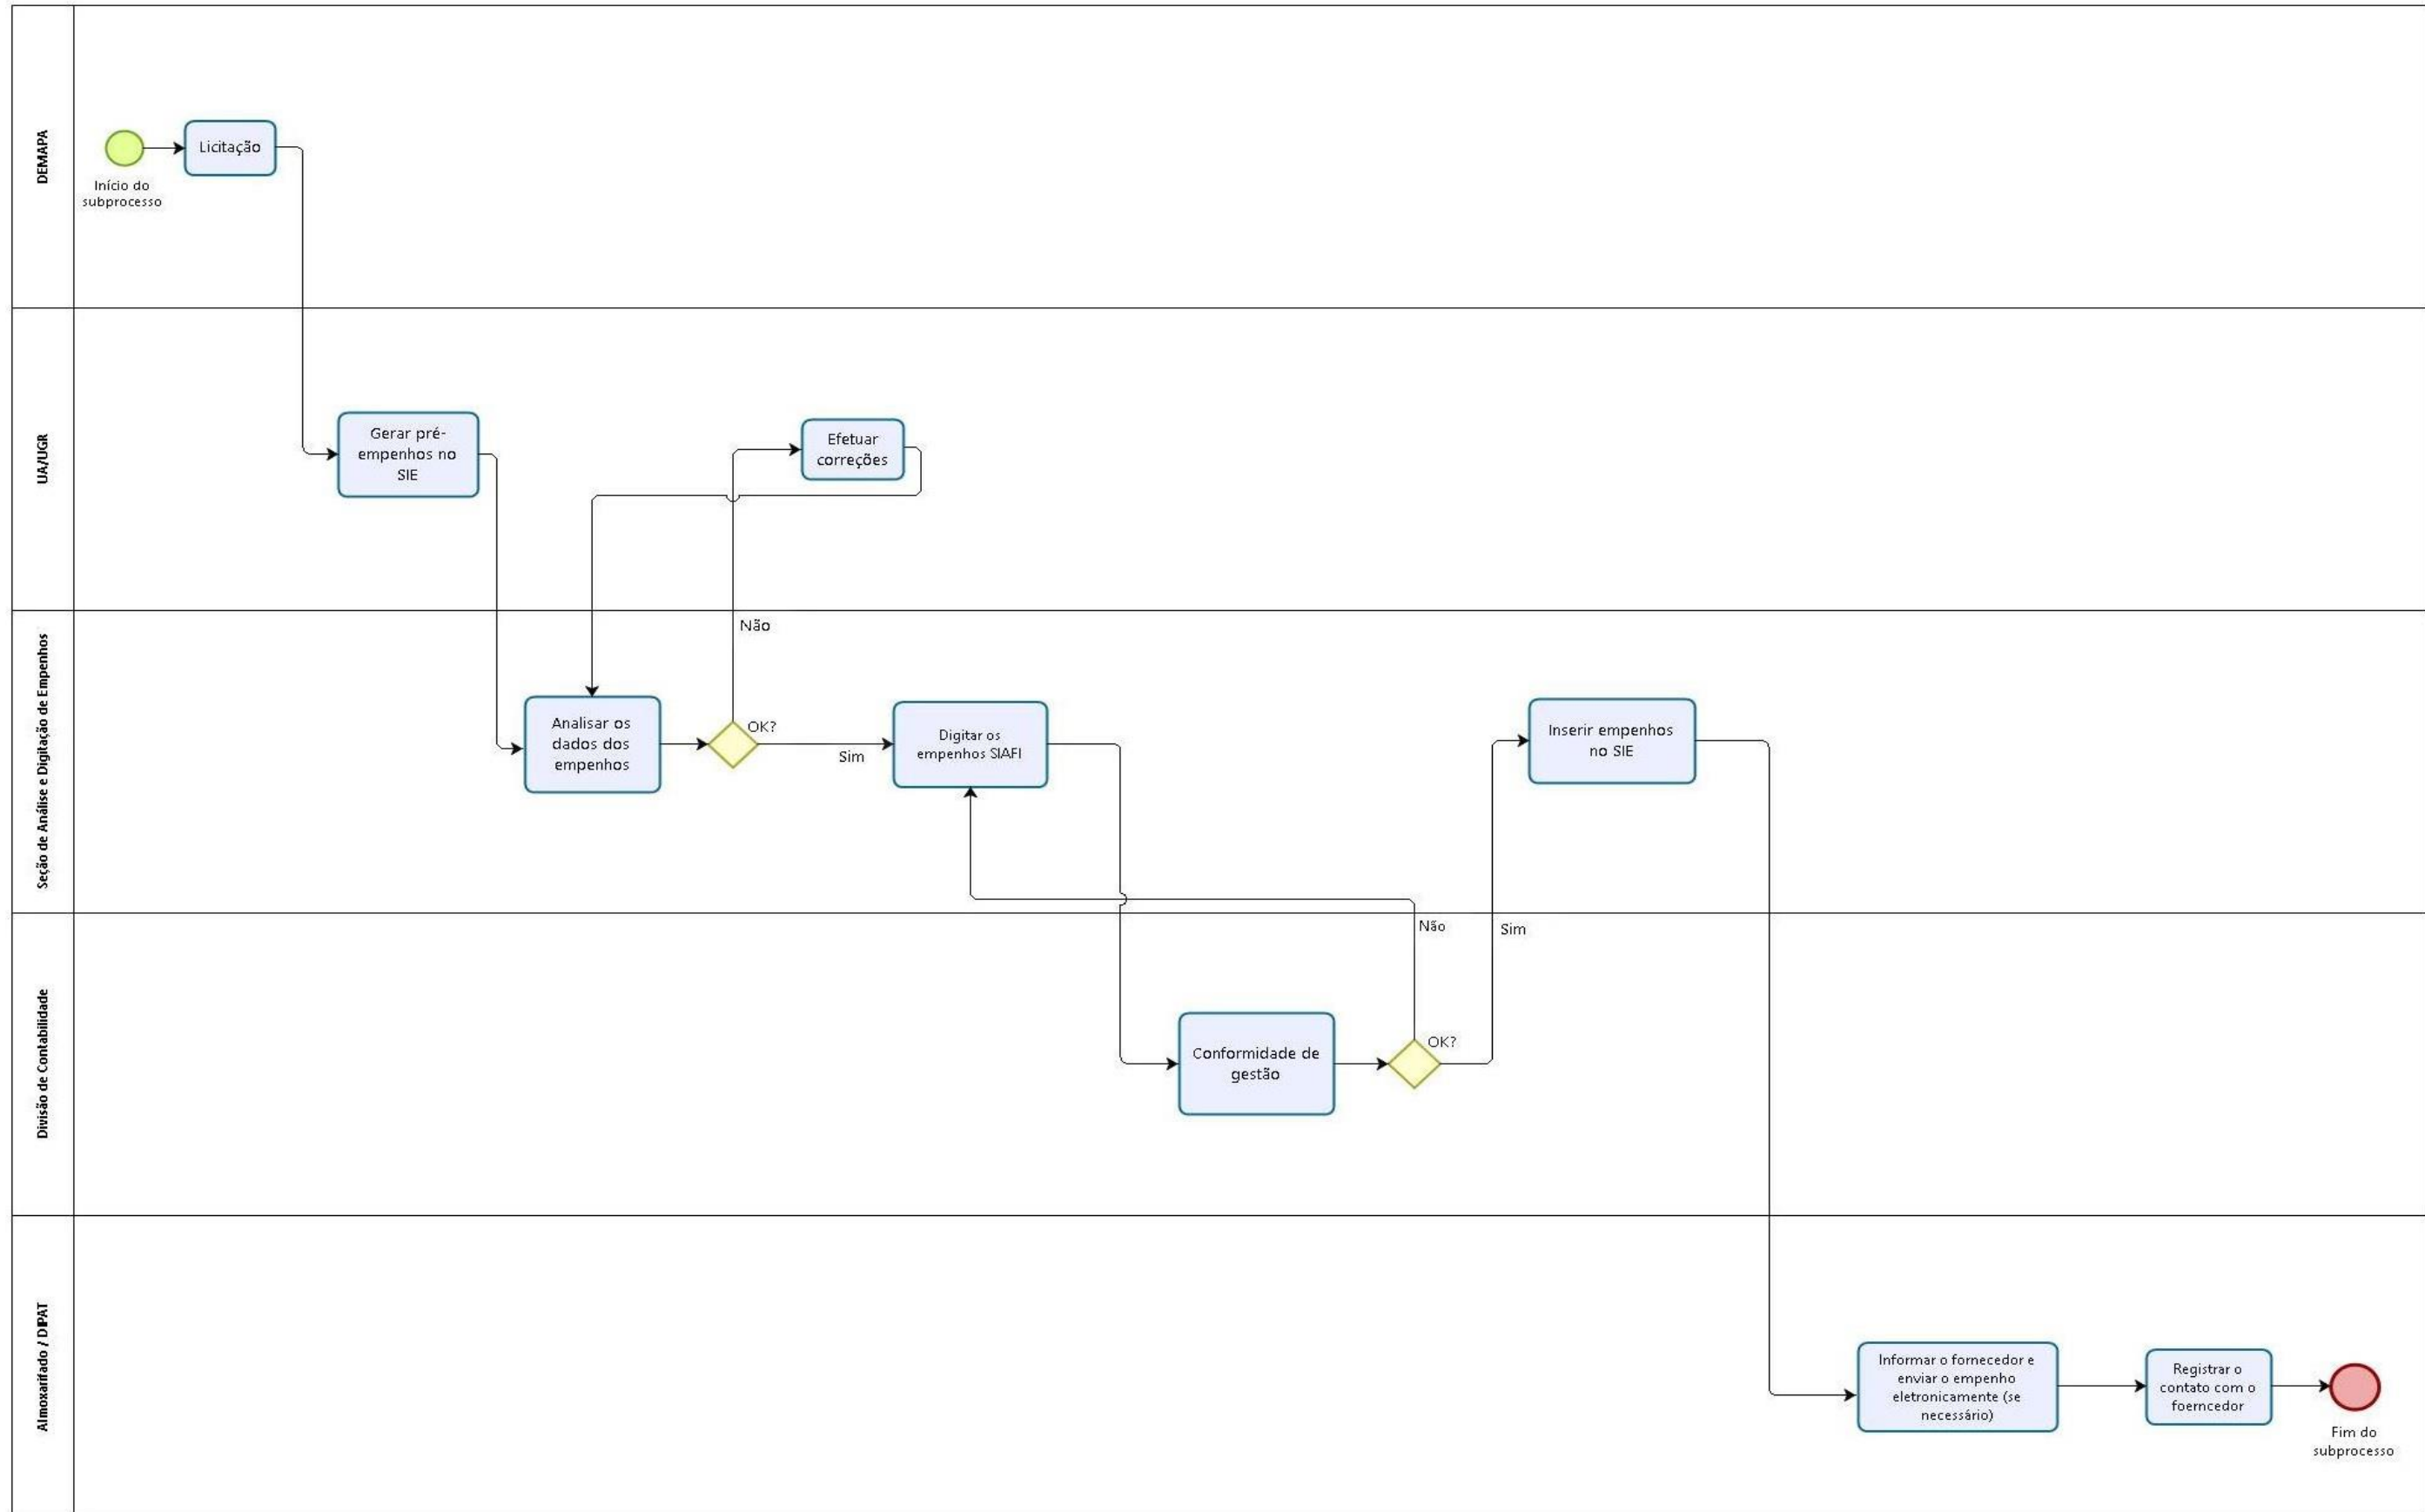 DEMAPA
Início do
subprocesso
Licitação
UA/UGR
Gerar pré-
empenhos no
SIE
Efetuar
correções
Seção de Análise e Digitação de Empenhos
Analisar os
dados dos
empenhos
OK?
Não
Sim
Digitar os
empenhos SIAFI
Inserir empenhos
no SIE
Divisão de Contabilidade
Conformidade de
gestão
OK?
Não
Sim
Almoxarifado / DIPAT
Informar o fornecedor e
enviar o empenho
eletronicamente (se
necessário)
Registrar o
contato com o
foerncedor
Fim do
subprocesso